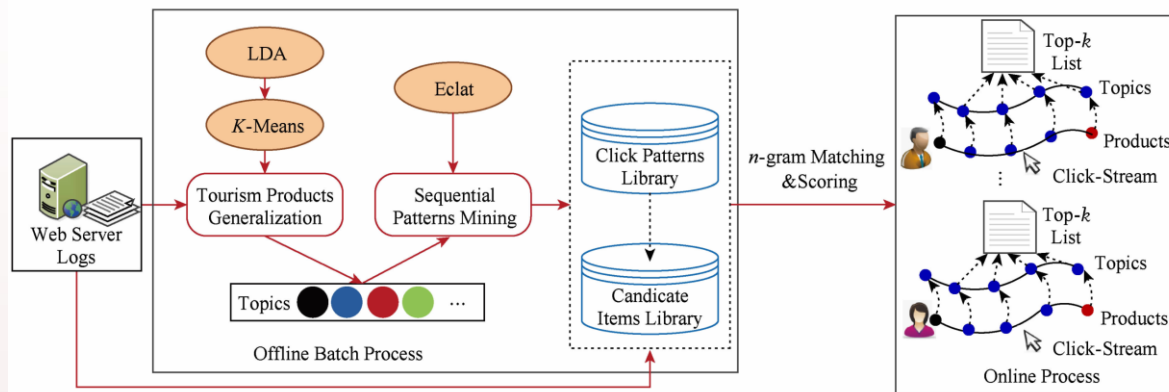 LDA
K-Means
Eclat
Web Server
Logs
Tourism Products
Generalization
Sequential
Patterns Mining
Topics
...
Click Patterns
Library
Candicate
Items Library
Offline Batch Process
n-gram Matching
&Scoring
Top-k
List
Topics
Products
Click-Stream
...
Top-k
List
Topics
Products
Click-Stream
Online Process